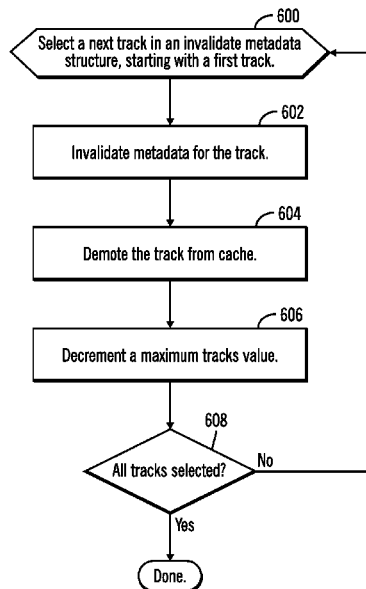 600
Select a next track in an invalidate metadata
structure, starting with a first track.
602
Invalidate metadata for the track.
604
Demote the track from cache.
606
Decrement a maximum tracks value.
608
All tracks selected?
No
Yes
Done.